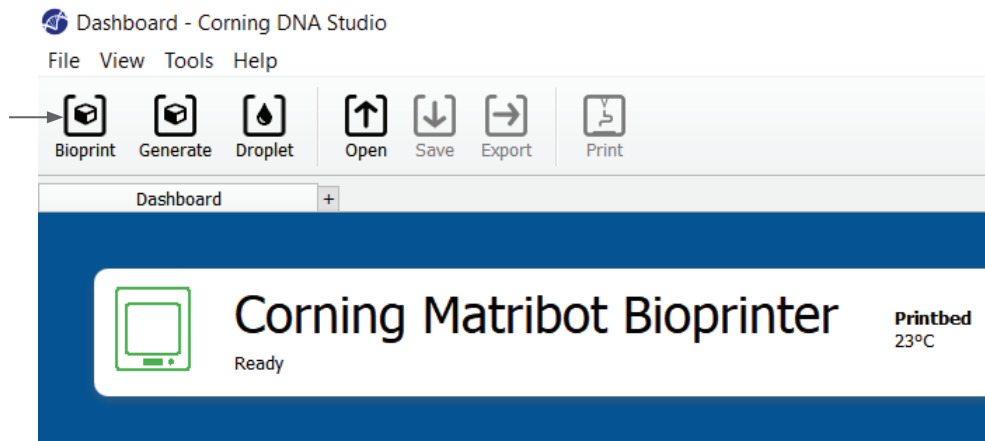 Dashboard - Corning DNA Studio
File View Tools Help
Bioprint Generate Droplet Open Save Export Print
Dashboard +
Corning Matribot Bioprinter
Ready
Printbed
23°C